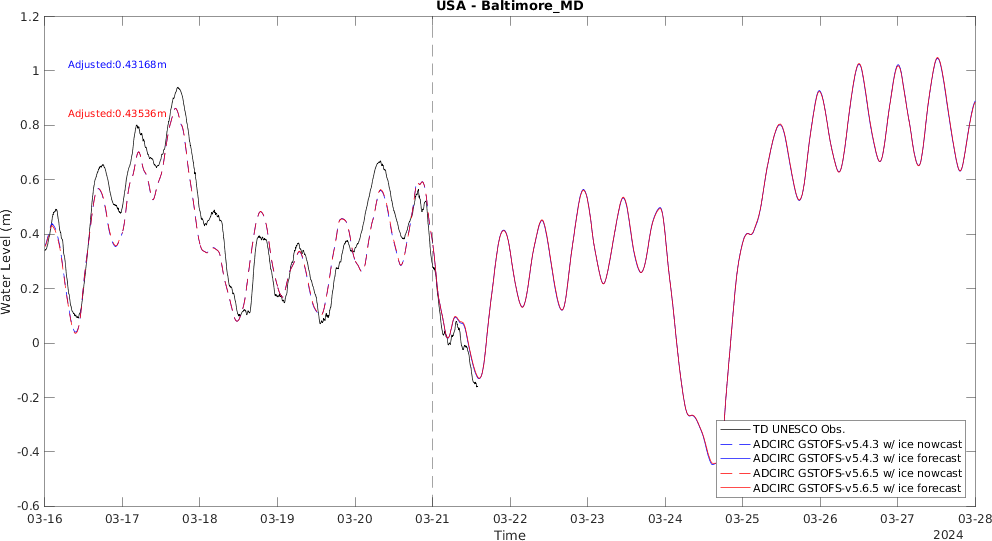 USA - Baltimore_MD
1.2
1
0.8
0.6
0.4
0.2
0
-0.2
-0.4
-0.6
Water Level (m)
Adjusted:0.43168m
Adjusted:0.43536m
TD UNESCO Obs.
ADCIRC GSTOFS-v5.4.3 w/ ice nowcast
ADCIRC GSTOFS-v5.4.3 w/ ice forecast
ADCIRC GSTOFS-v5.6.5 w/ ice nowcast
ADCIRC GSTOFS-v5.6.5 w/ ice forecast
03-16 03-17 03-18 03-19 03-20 03-21 03-22 03-23 03-24 03-25 03-26 03-27 03-28
Time
2024